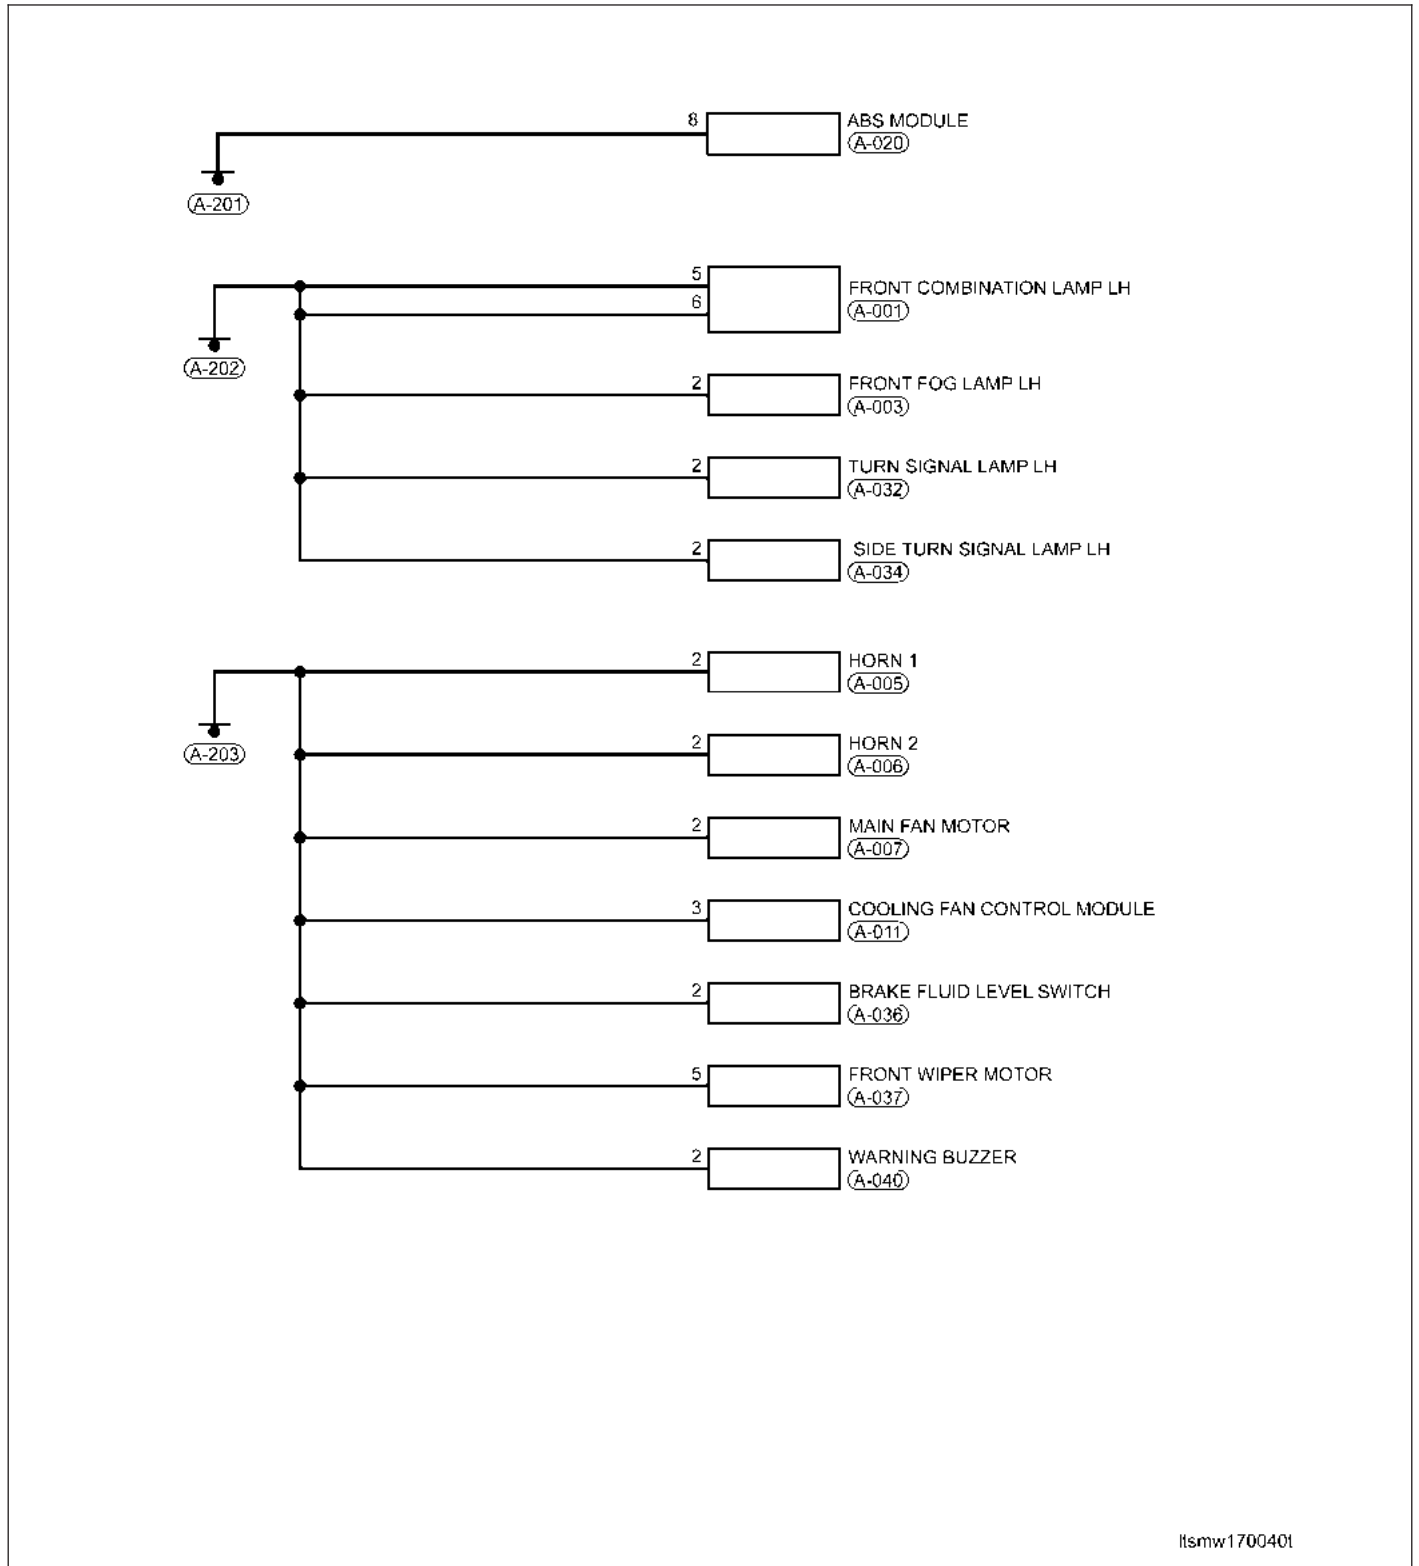 8
ABS MODULE
A-020
A-201
5
6
FRONT COMBINATION LAMP LH
A-001
A-202
2
FRONT FOG LAMP LH
A-003
2
TURN SIGNAL LAMP LH
A-032
2
SIDE TURN SIGNAL LAMP LH
A-034
2
HORN 1
A-005
A-203
2
HORN 2
A-006
2
MAIN FAN MOTOR
A-007
3
COOLING FAN CONTROL MODULE
A-011
2
BRAKE FLUID LEVEL SWITCH
A-036
5
FRONT WIPER MOTOR
A-037
2
WARNING BUZZER
A-040
ltsmw170040t